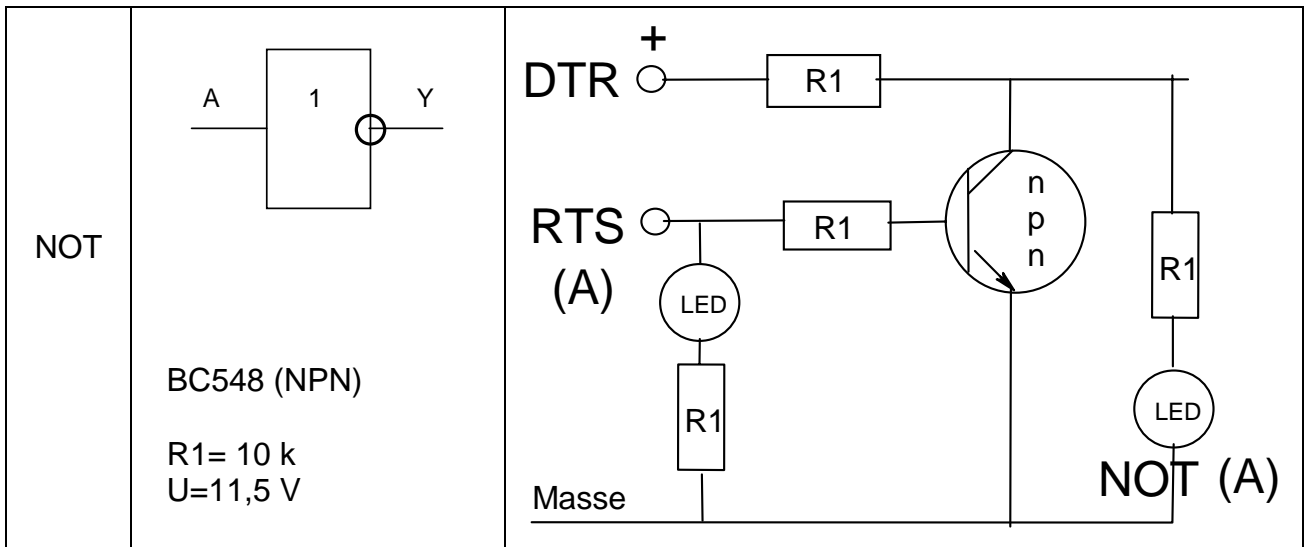 NOT
A 1 Y
BC548 (NPN)
R1= 10 k
U=11,5 V
+
DTR
R1
n
p
n
RTS
R1
(A)
R1
LED
R1
LED
NOT (A)
Masse